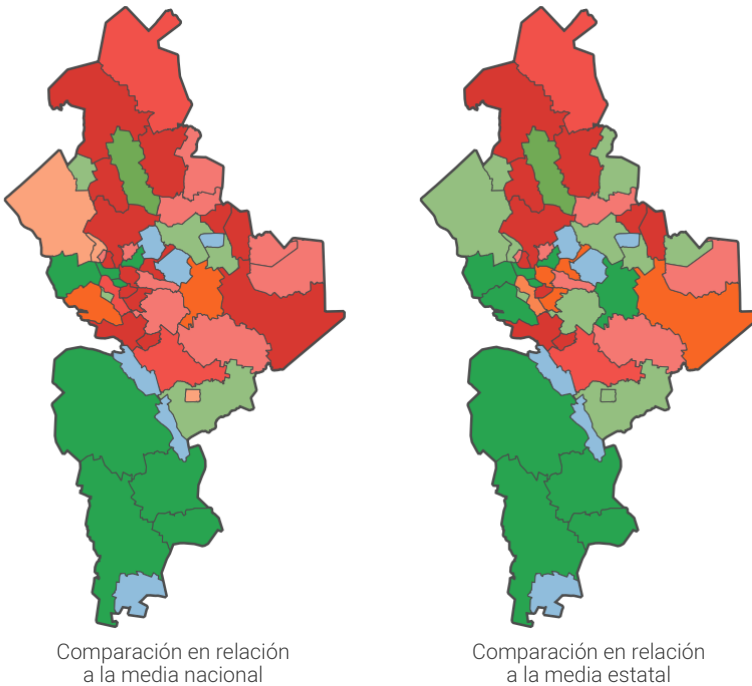 Comparación en relación
a la media nacional
Comparación en relación
a la media estatal